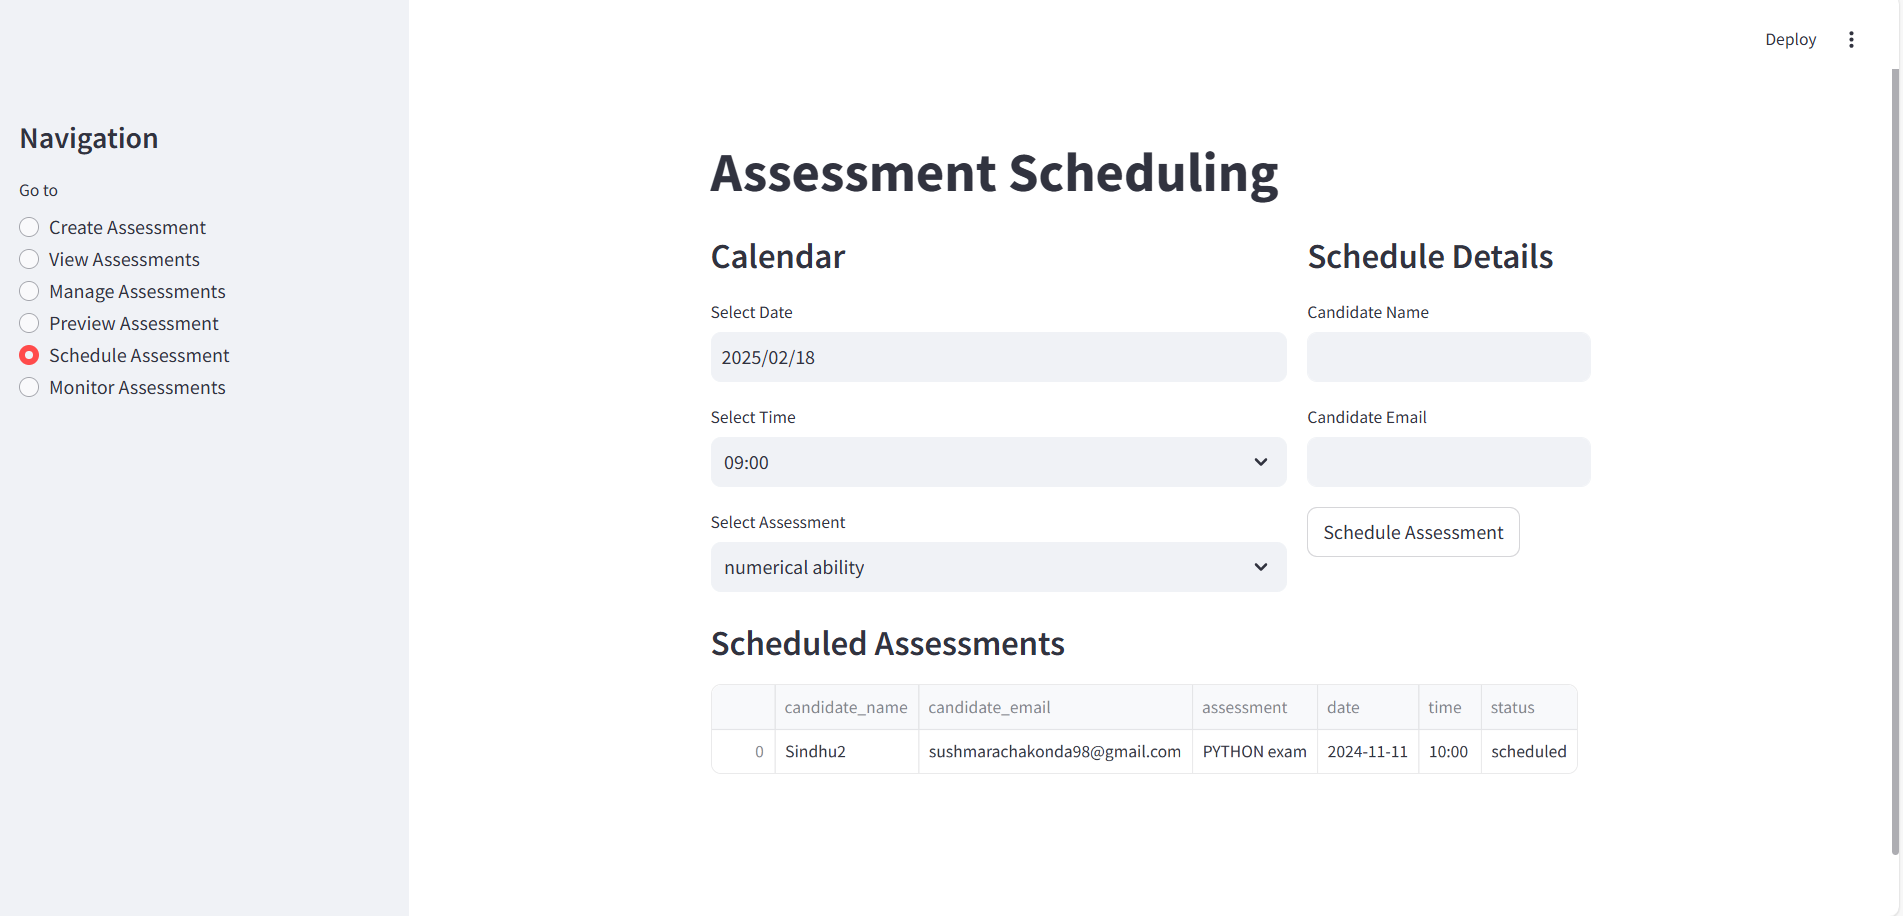 Deploy
Navigation
Go to
Create Assessment
View Assessments
Manage Assessments
Preview Assessment
Schedule Assessment
Monitor Assessments
Assessment Scheduling
Calendar
Select Date
2025/02/18
Select Time
09:00
Select Assessment
numerical ability
Schedule Details
Candidate Name
Candidate Email
Schedule Assessment
Scheduled Assessments
candidate_name candidate_email assessment date time status
0 Sindhu2 sushmarachakonda98@gmail.com PYTHON exam 2024-11-11 10:00 scheduled